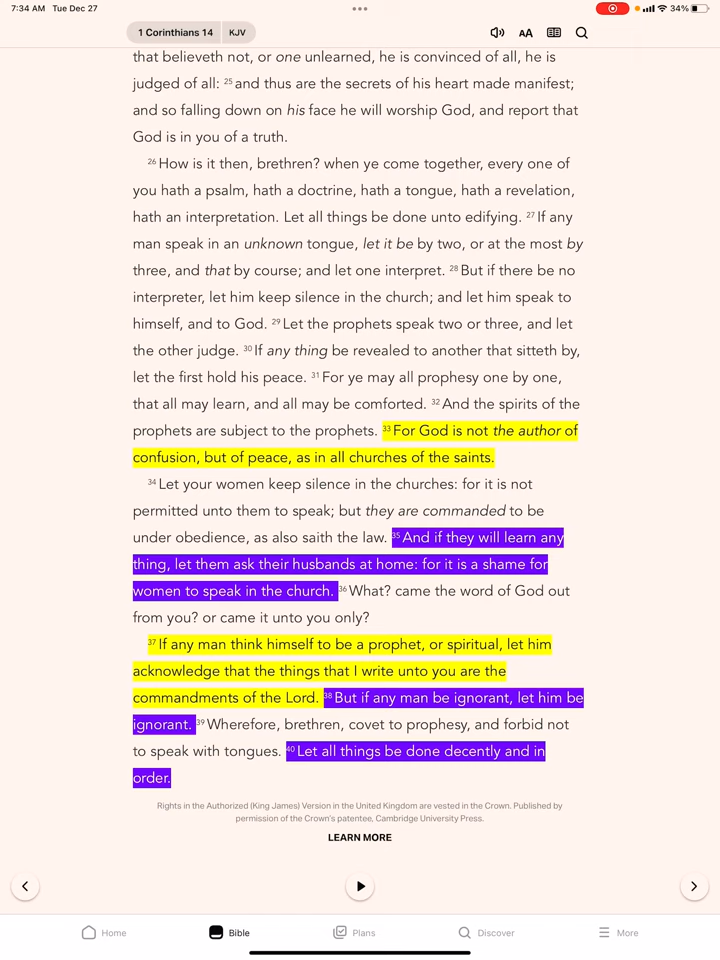 7:34 AM Tue Dec 27
34%
1 Corinthians 14 KJV
AA
that believeth not, or one unlearned, he is convinced of all, he is
judged of all: 25 and thus are the secrets of his heart made manifest;
and so falling down on his face he will worship God, and report that
God is in you of a truth.
26 How is it then, brethren? when ye come together, every one of
you hath a psalm, hath a doctrine, hath a tongue, hath a revelation,
hath an interpretation. Let all things be done unto edifying. 27 If any
man speak in an unknown tongue, let it be by two, or at the most by
three, and that by course; and let one interpret. 28 But if there be no
interpreter, let him keep silence in the church; and let him speak to
himself, and to God. 29 Let the prophets speak two or three, and let
the other judge. 30 If any thing be revealed to another that sitteth by,
let the first hold his peace. 31 For ye may all prophesy one by one,
that all may learn, and all may be comforted. 32 And the spirits of the
prophets are subject to the prophets. 33 For God is not the author of
confusion, but of peace, as in all churches of the saints.
34 Let your women keep silence in the churches: for it is not
permitted unto them to speak; but they are commanded to be
under obedience, as also saith the law. 35 And if they will learn any
thing, let them ask their husbands at home: for it is a shame for
women to speak in the church. 36 What? came the word of God out
from you? or came it unto you only?
37 If any man think himself to be a prophet, or spiritual, let him
acknowledge that the things that I write unto you are the
commandments of the Lord. 38 But if any man be ignorant, let him be
ignorant. 39 Wherefore, brethren, covet to prophesy, and forbid not
to speak with tongues. 40 Let all things be done decently and in
order.
Rights in the Authorized (King James) Version in the United Kingdom are vested in the Crown. Published by
permission of the Crown's patentee, Cambridge University Press.
LEARN MORE
Home Bible Plans Discover More